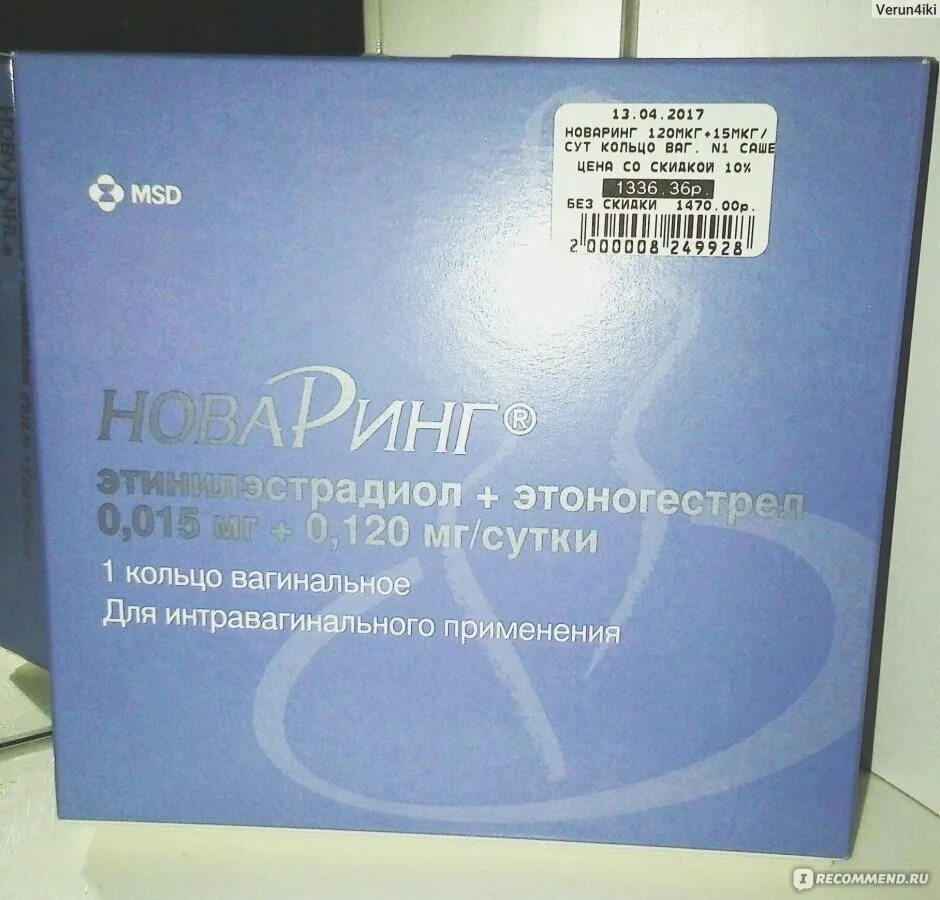 Verun4iki
13.04.2017
НОВАРИНГ 120МКГ+15МКГ/
СУТ КОЛЬЦО ВАГ. N1 САШЕ
ЦЕНА СО СКИДКОЙ 10%
1336.36р.
БЕЗ СКИДКИ 1470.00р.
2 000008 249928
MSD
НОВАРИНГ®
этинилэстрадиол + этоногестрел
0,015 мг + 0,120 мг/сутки
1 кольцо вагинальное
Для интравагинального применения
IRECOMMEND.RU